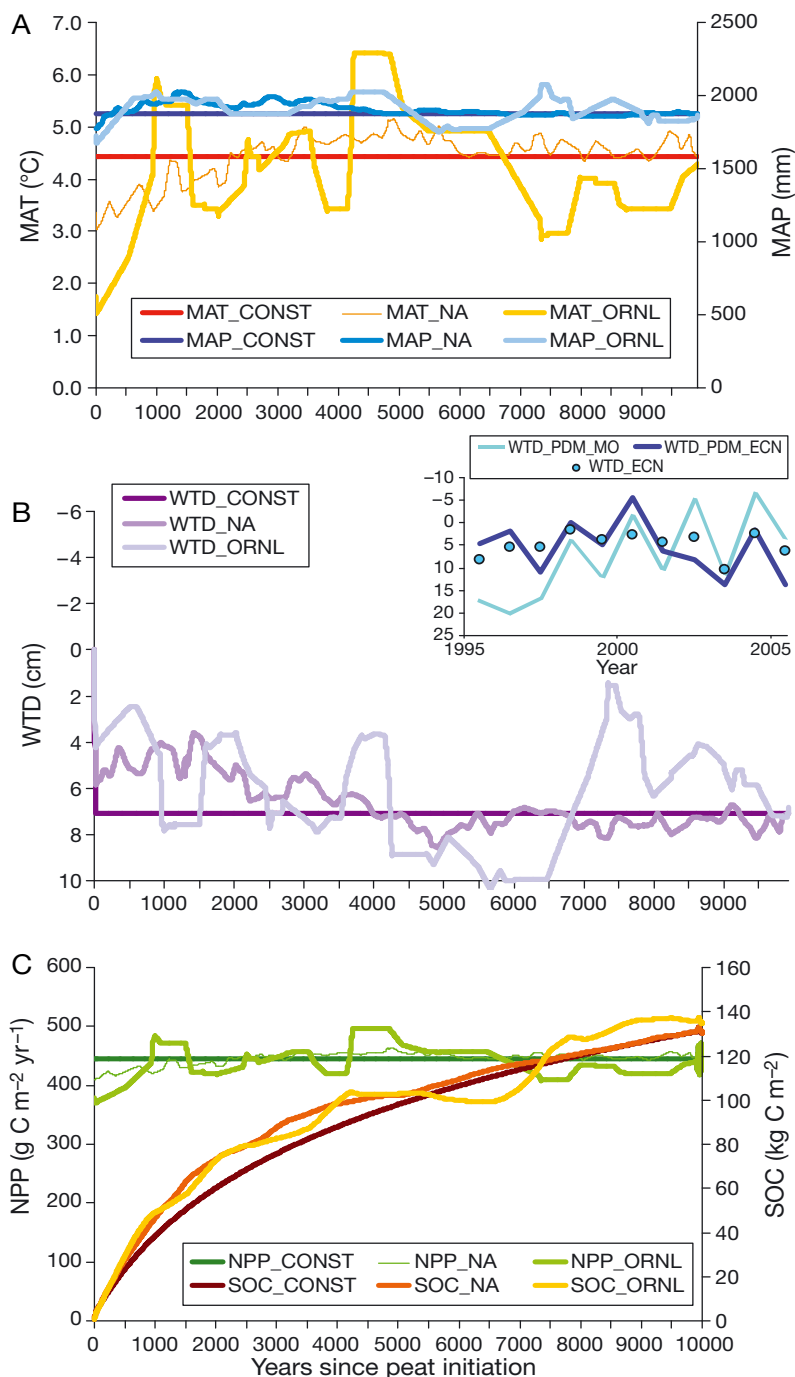 A
7.0
6.0
5.0
4.0
3.0
2.0
1.0
0.0
MAT (°C)
2500
2000
1500
1000
500
0
MAP (mm)
MAT_CONST MAT_NA MAT_ORNL
MAP_CONST MAP_NA MAP_ORNL
0 1000 2000 3000 4000 5000 6000 7000 8000 9000
WTD_PDM_MO WTD_PDM_ECN
WTD_ECN
-10
-5
0
5
10
15
20
25
1995 2000 2005
Year
B
WTD_CONST
WTD_NA
WTD_ORNL
-6
-4
-2
0
2
4
6
8
10
WTD (cm)
0 1000 2000 3000 4000 5000 6000 7000 8000 9000
C
600
500
400
300
200
100
0
NPP (g C m–2 yr–1)
160
140
120
100
80
60
40
20
0
SOC (kg C m–2)
NPP_CONST NPP_NA NPP_ORNL
SOC_CONST SOC_NA SOC_ORNL
0 1000 2000 3000 4000 5000 6000 7000 8000 9000 10000
Years since peat initiation